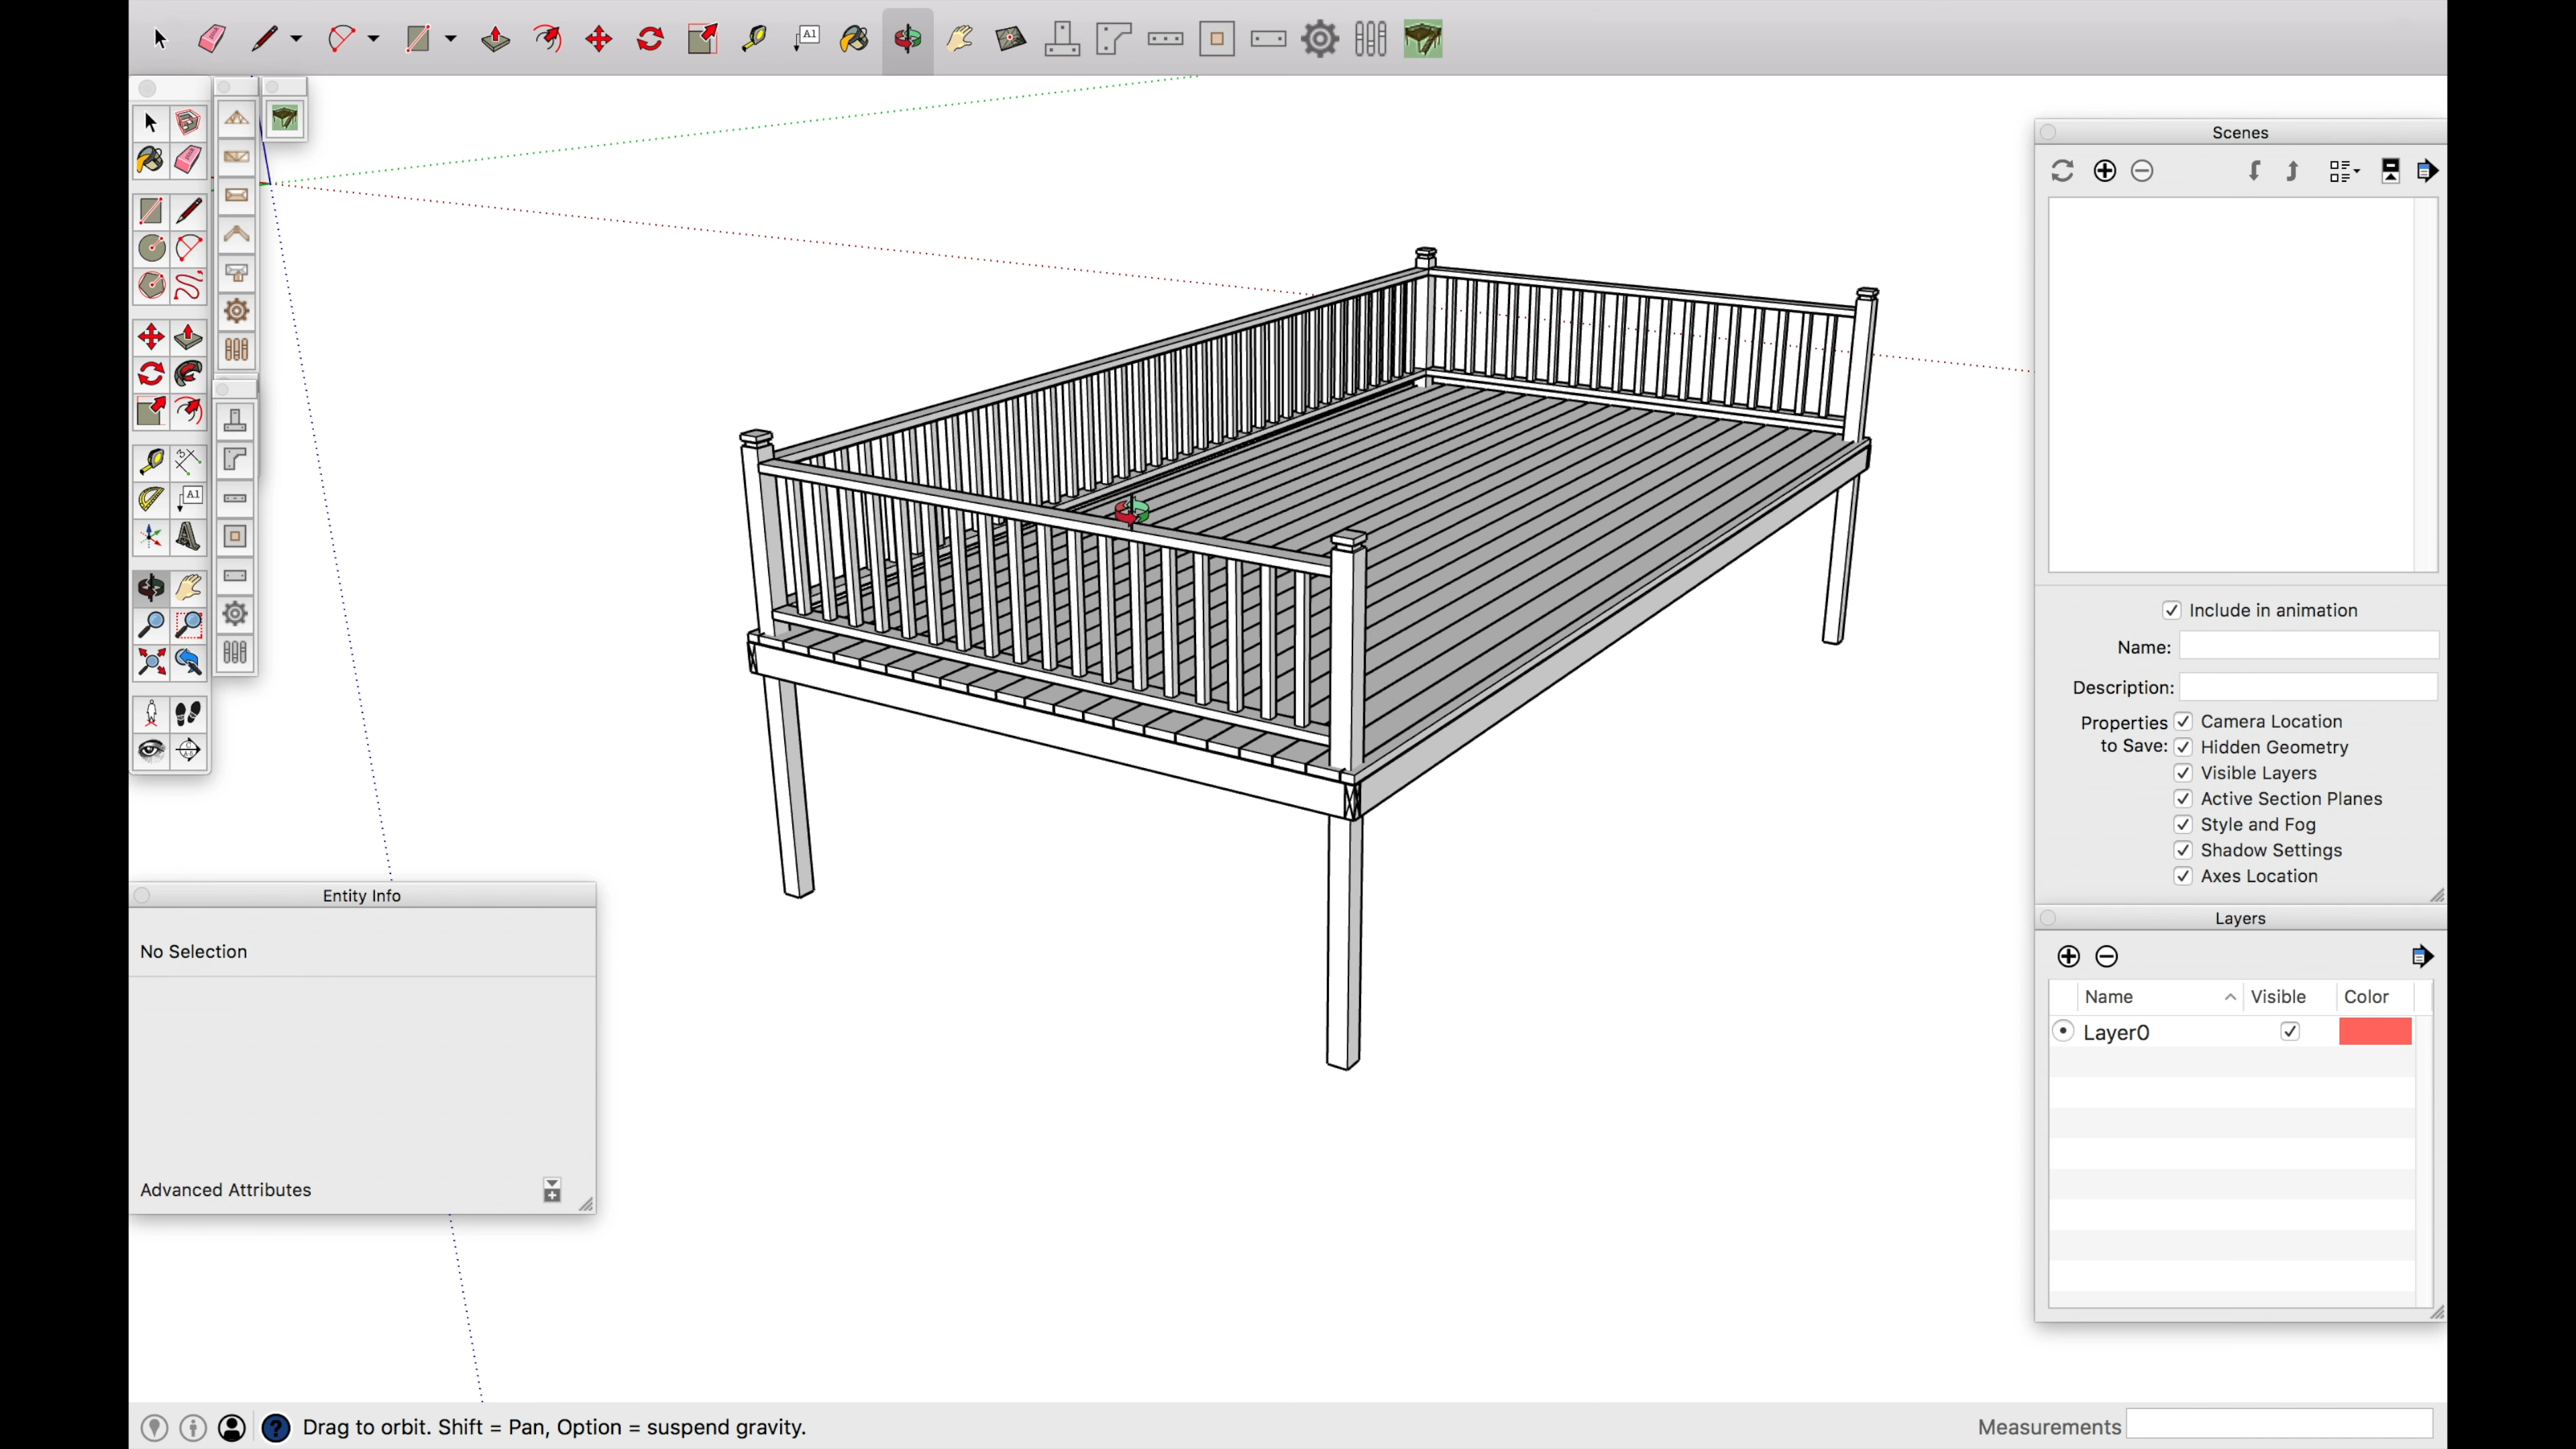 A1
Scenes
A1
Include in animation
Name:
Description:
Properties to Save:
Camera Location
Hidden Geometry
Visible Layers
Active Section Planes
Style and Fog
Shadow Settings
Axes Location
Entity Info
No Selection
Advanced Attributes
Layers
Name Visible Color
Layer0
Drag to orbit. Shift = Pan, Option = suspend gravity.
Measurements